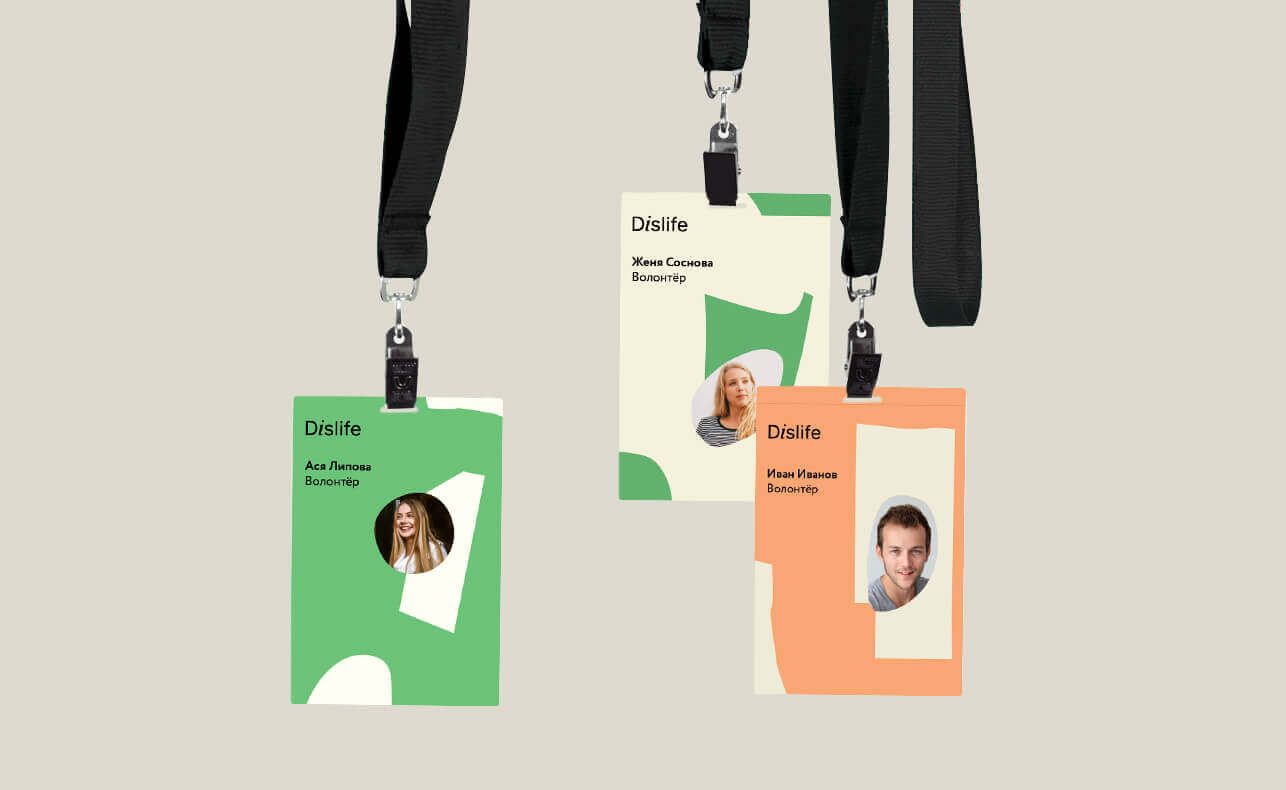 Dislife
Ася Липова
Волонтёр
Dislife
Женя Соснова
Волонтёр
Dislife
Иван Иванов
Волонтёр